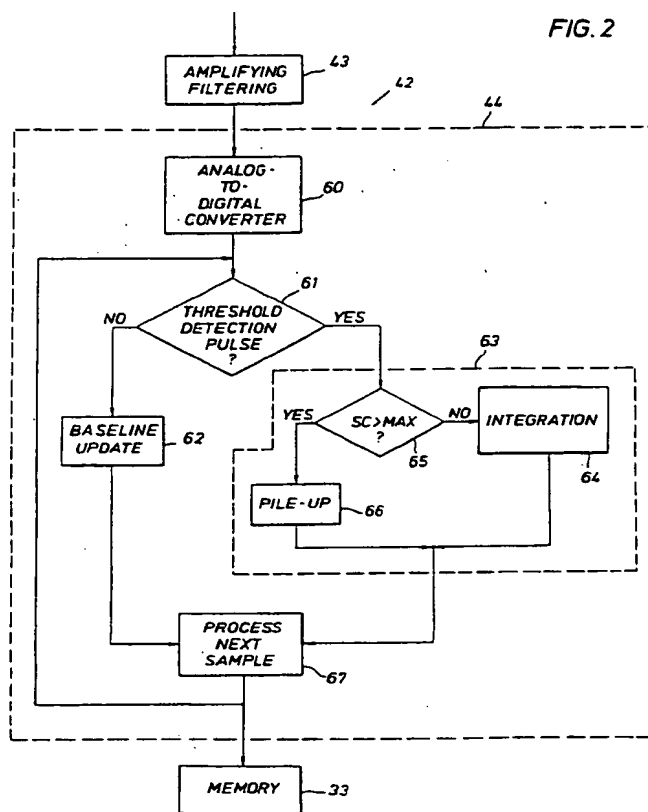 FIG. 2
AMPLIFYING
FILTERING
43
42
44
ANALOG-
TO-
DIGITAL
CONVERTER
60
61
THRESHOLD
DETECTION
PULSE
?
NO
YES
63
BASELINE
UPDATE
62
YES
SC>MAX
?
NO
65
INTEGRATION
64
PILE-UP
66
PROCESS
NEXT
SAMPLE
67
MEMORY
33